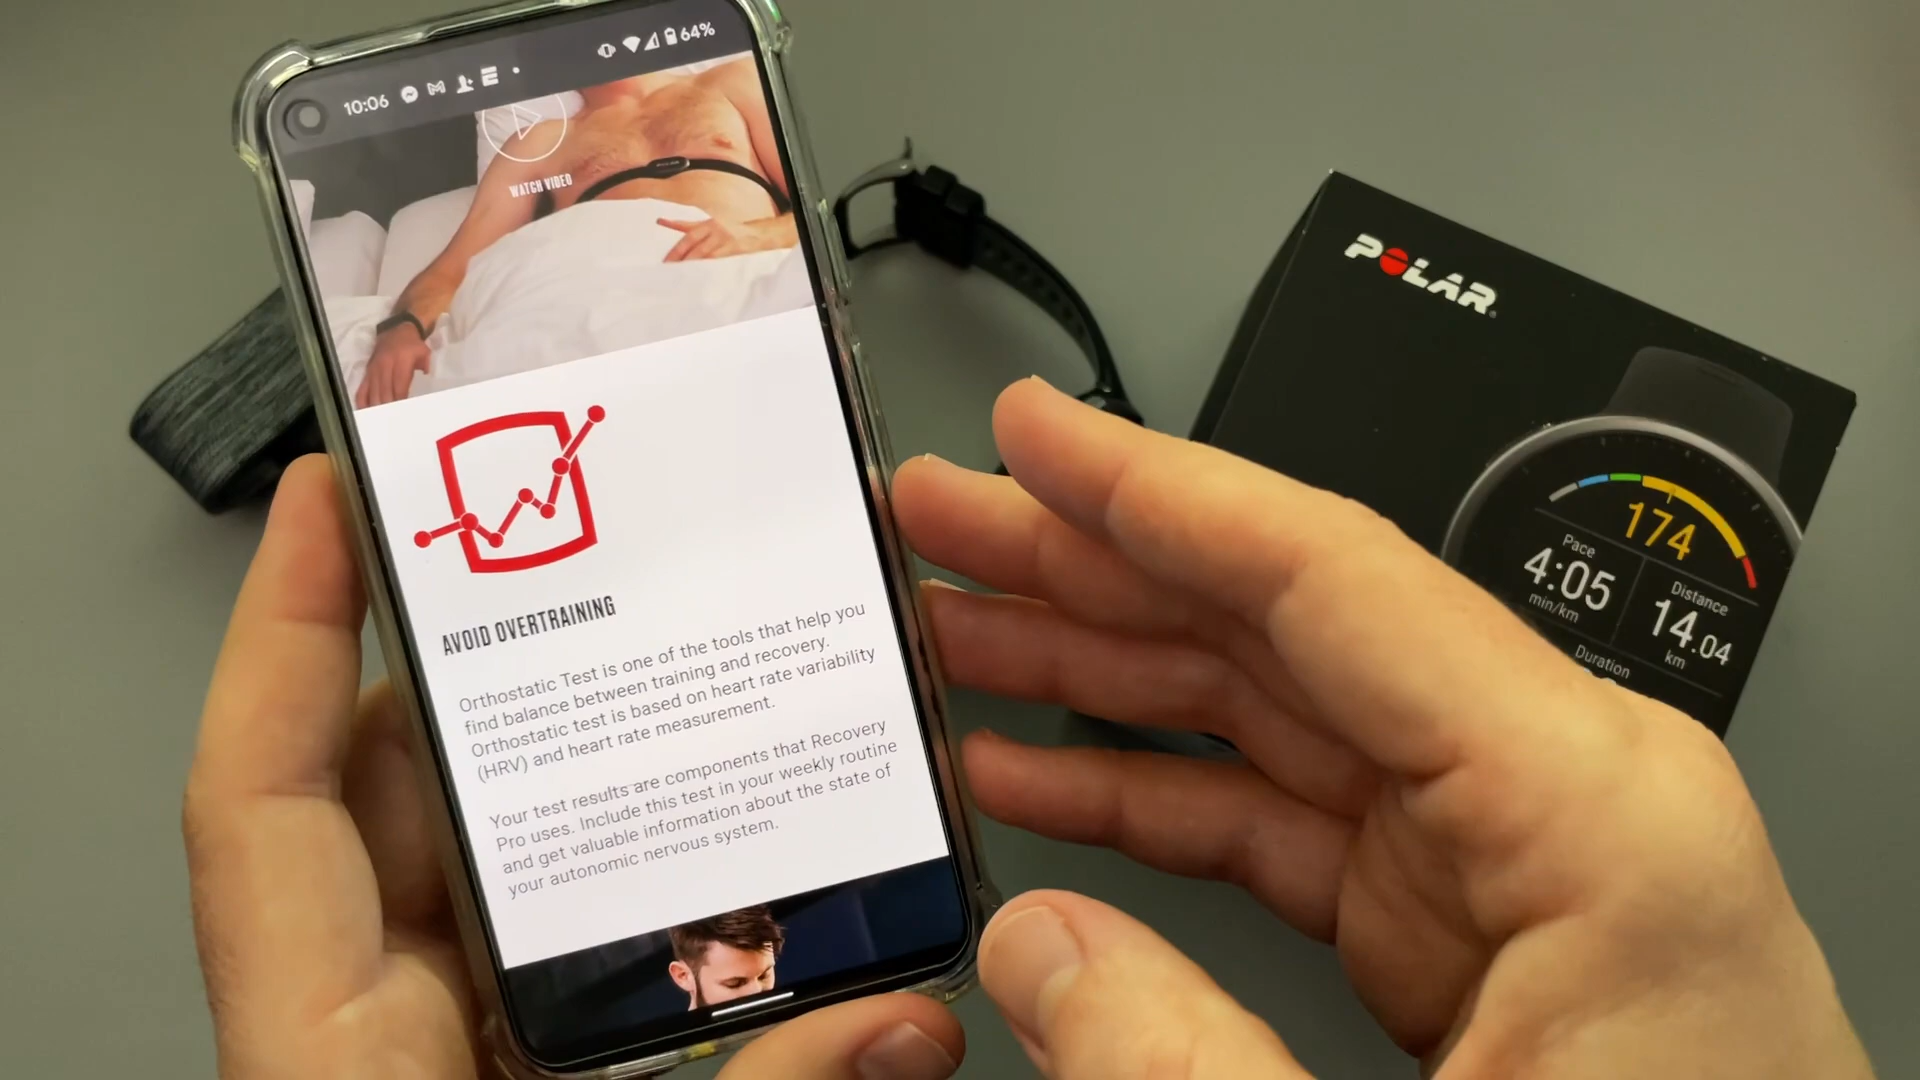 10:06
64%
WATCH VIDEO
AVOID OVERTRAINING
Orthostatic Test is one of the tools that help you
find balance between training and recovery.
Orthostatic test is based on heart rate variability
(HRV) and heart rate measurement.
Your test results are components that Recovery
Pro uses. Include this test in your weekly routine
and get valuable information about the state of
your autonomic nervous system.
POLAR
174
Pace
4:05
min/km
Distance
14.04
km
Duration